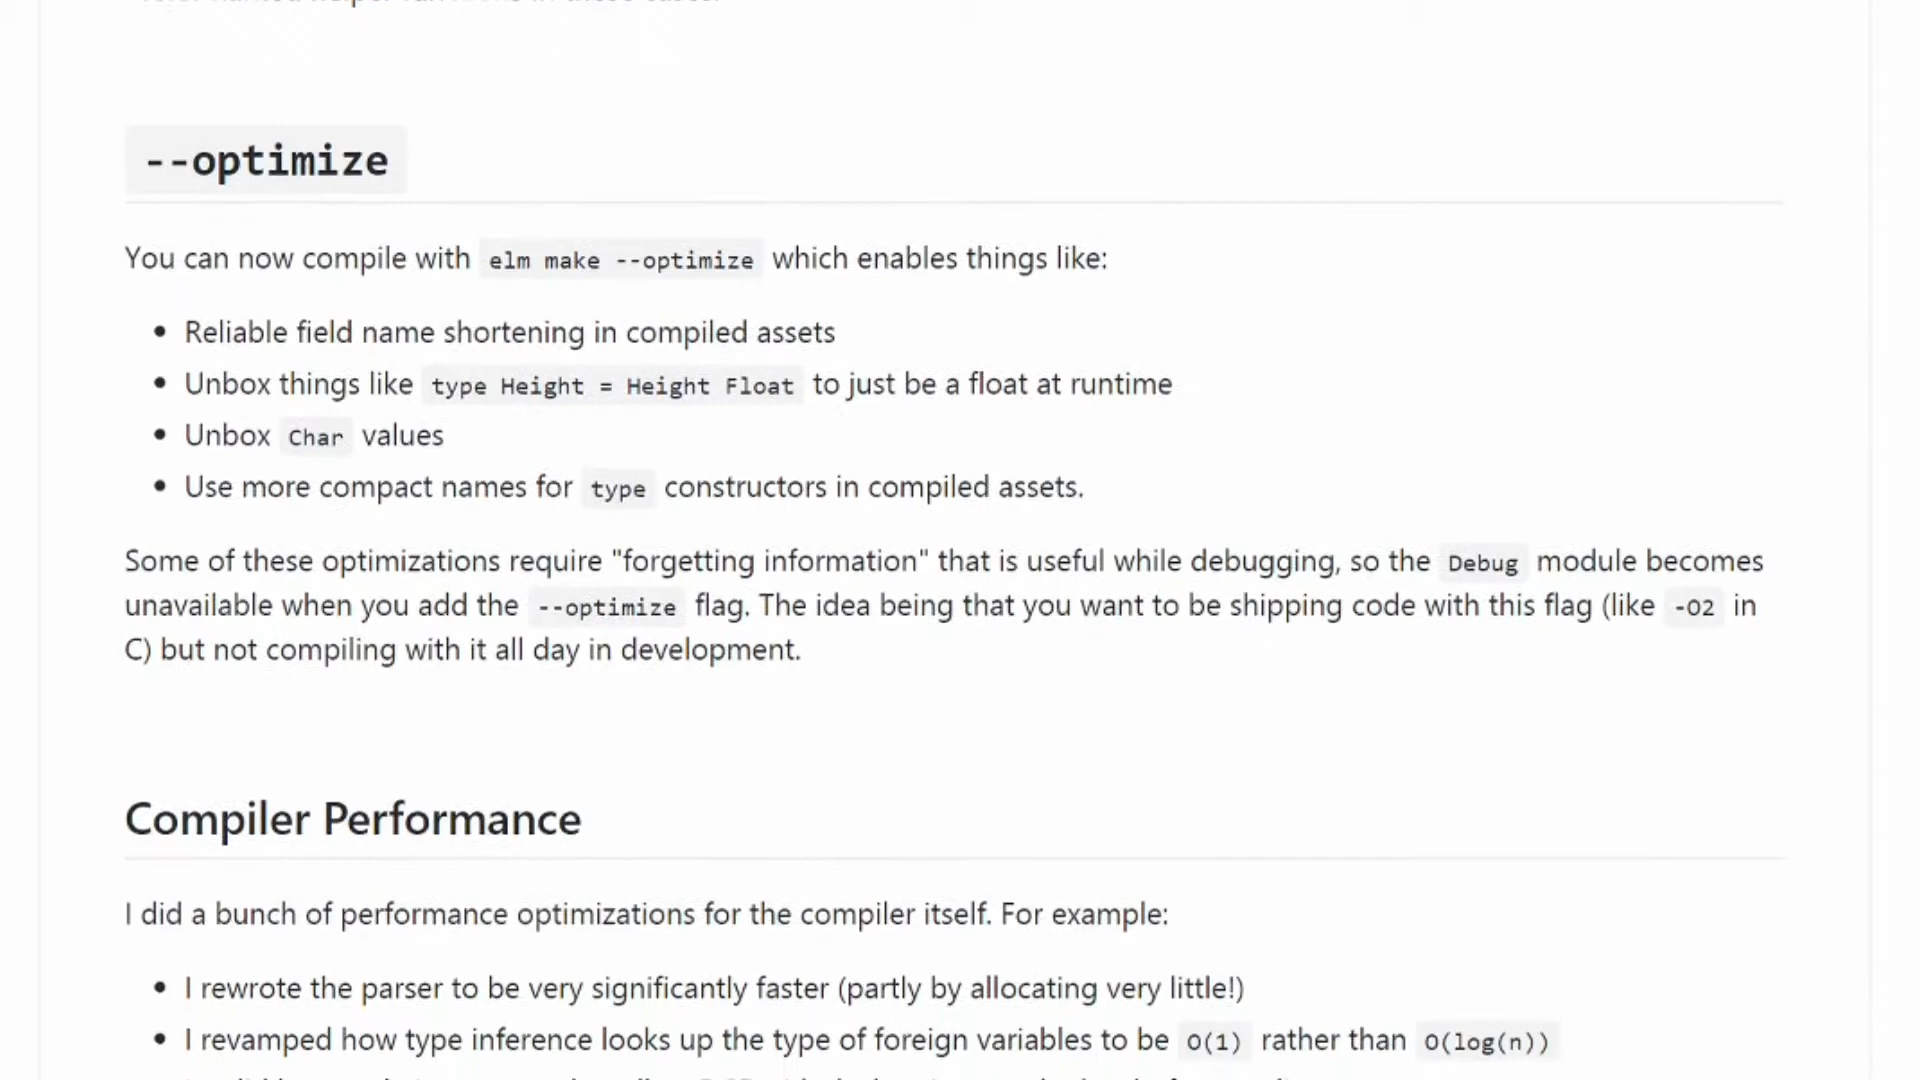 --optimize
You can now compile with elm make --optimize which enables things like:
• Reliable field name shortening in compiled assets
• Unbox things like type Height = Height Float to just be a float at runtime
• Unbox Char values
• Use more compact names for type constructors in compiled assets.
Some of these optimizations require "forgetting information" that is useful while debugging, so the Debug module becomes
unavailable when you add the --optimize flag. The idea being that you want to be shipping code with this flag (like -O2 in
C) but not compiling with it all day in development.
Compiler Performance
I did a bunch of performance optimizations for the compiler itself. For example:
• I rewrote the parser to be very significantly faster (partly by allocating very little!)
• I revamped how type inference looks up the type of foreign variables to be O(1) rather than O(log(n))